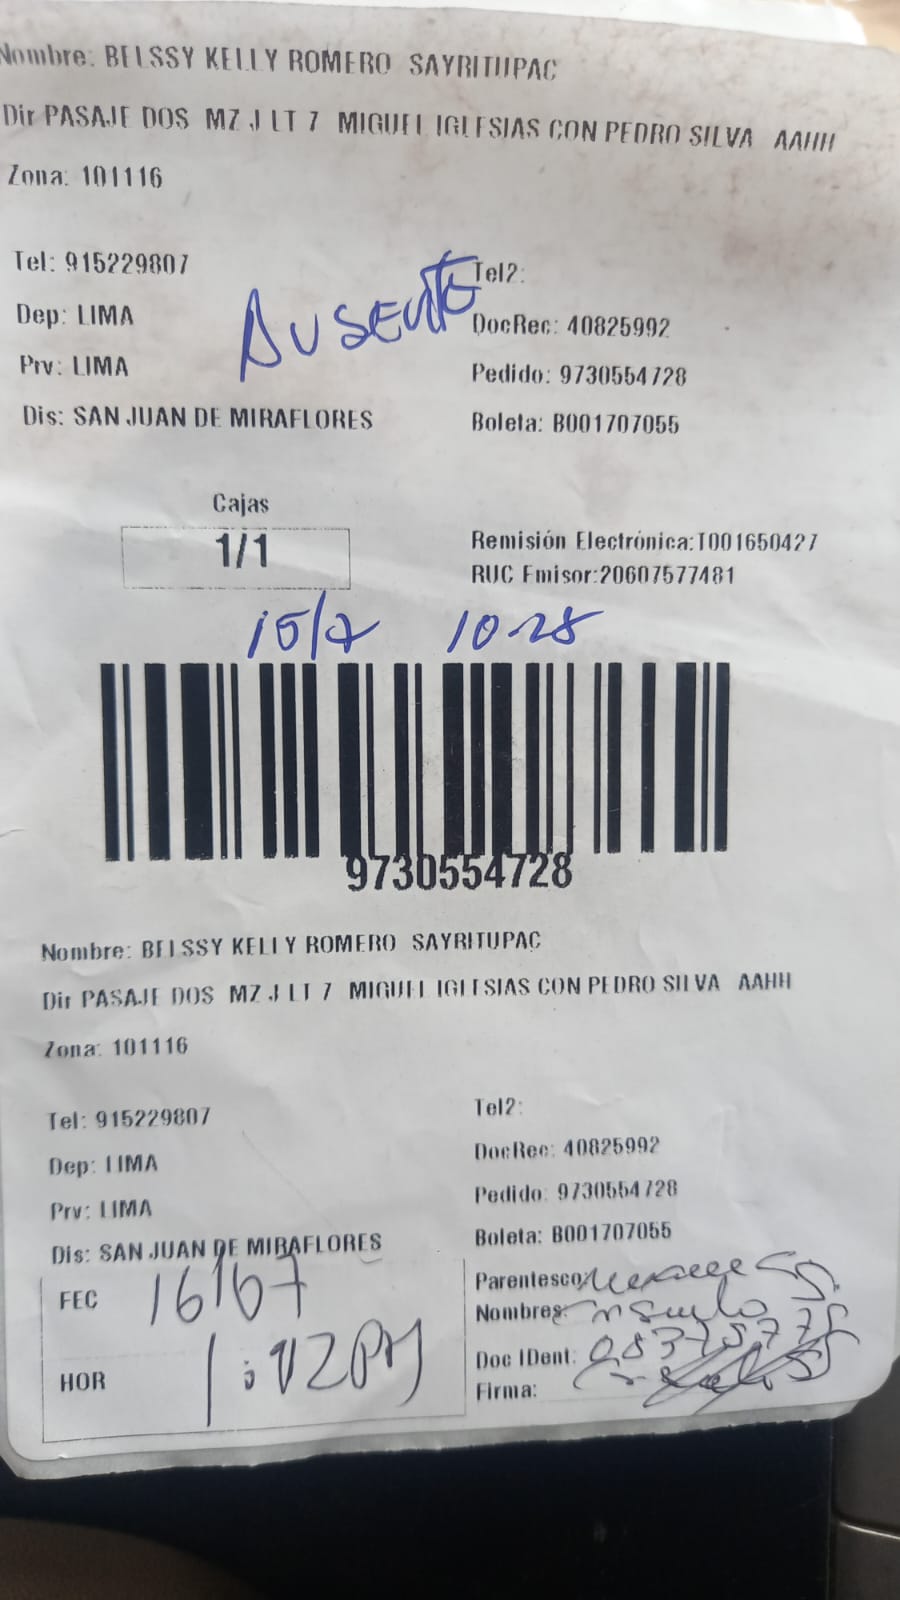 Nombre: BELSSY KELLY ROMERO SAYRITUPAC
Dir PASAJE DOS MZ J LT 7 MIGUEL IGLESIAS CON PEDRO SILVA AAHH
Zona: 101116
Tel: 915229807 Tel2:
AUSENTE
Dep: LIMA DocRec: 40825992
Prv: LIMA Pedido: 9730554728
Dis: SAN JUAN DE MIRAFLORES Boleta: B001707055
Cajas
1/1 Remisión Electrónica:T001650427
RUC Emisor:20607577481
15/7 10:28
9730554728
Nombre: BELSSY KELLY ROMERO SAYRITUPAC
Dir PASAJE DOS MZ J LT 7 MIGUEL IGLESIAS CON PEDRO SILVA AAHH
Zona: 101116
Tel: 915229807 Tel2:
Dep: LIMA DocRec: 40825992
Prv: LIMA Pedido: 9730554728
Dis: SAN JUAN DE MIRAFLORES Boleta: B001707055
FEC Parentesco:
Nombres:
HOR Doc IDent:
Firma: